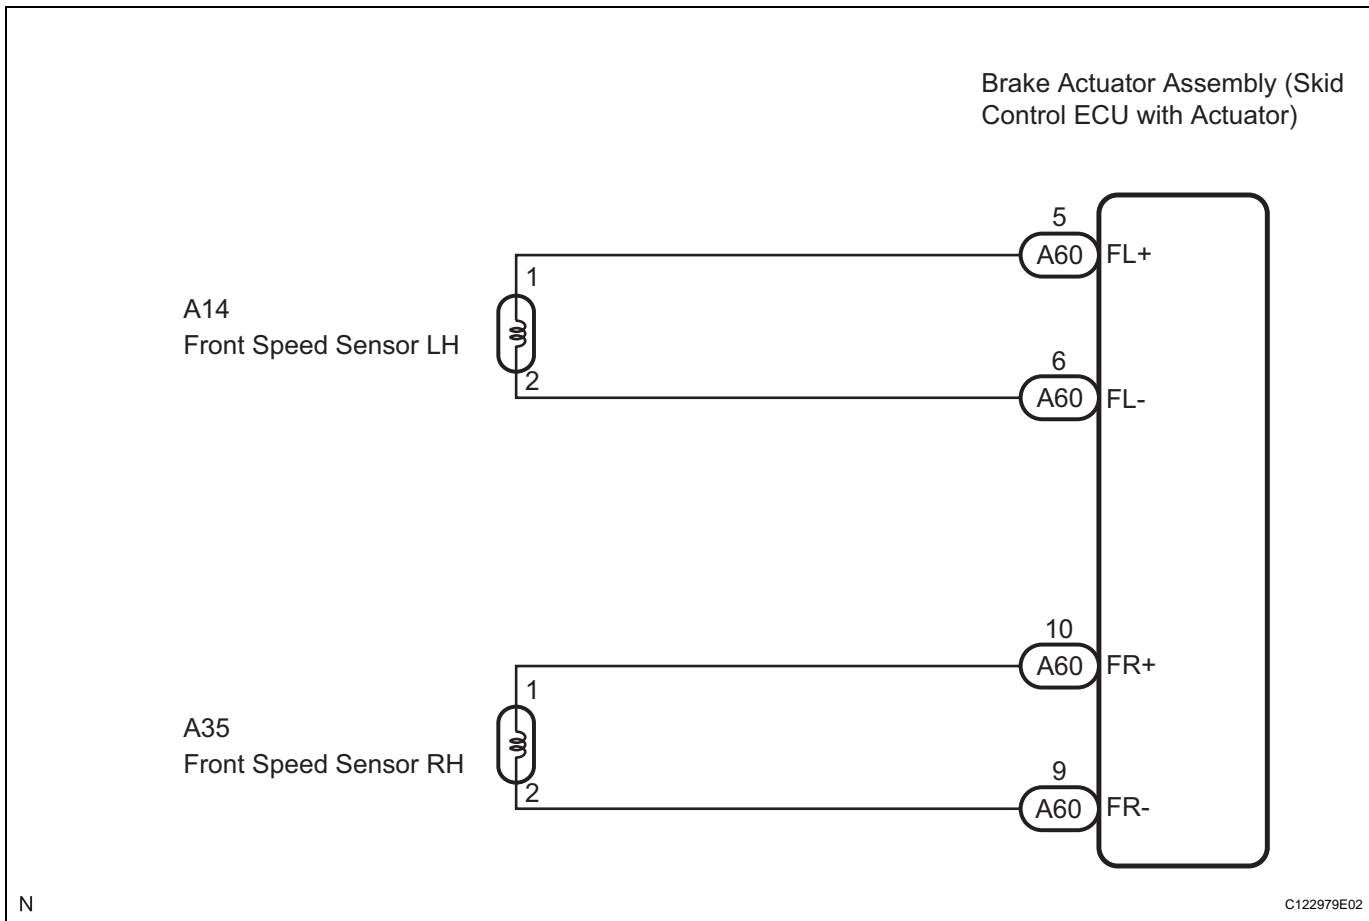 Brake Actuator Assembly (Skid
Control ECU with Actuator)
5
A60 FL+
1
A14
Front Speed Sensor LH
2
6
A60 FL-
10
A60 FR+
1
A35
Front Speed Sensor RH
2
9
A60 FR-
N
C122979E02